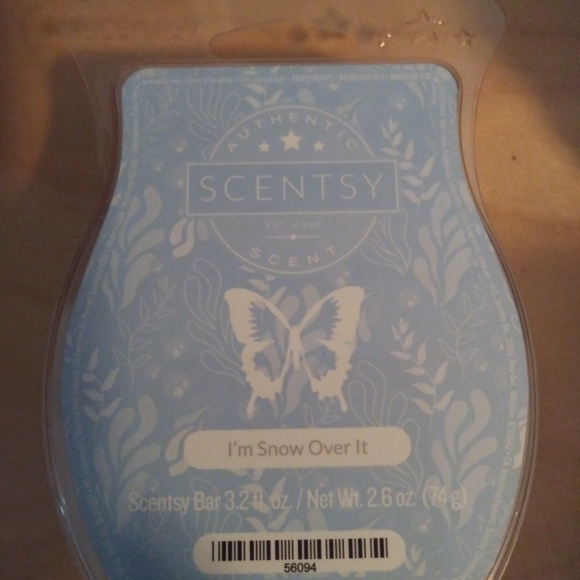 AUTHENTIC
SCENTSY
EST. 2004
SCENT
I'm Snow Over It
Scentsy Bar 3.2 fl. oz. / Net Wt. 2.6 oz. (74 g)
56094